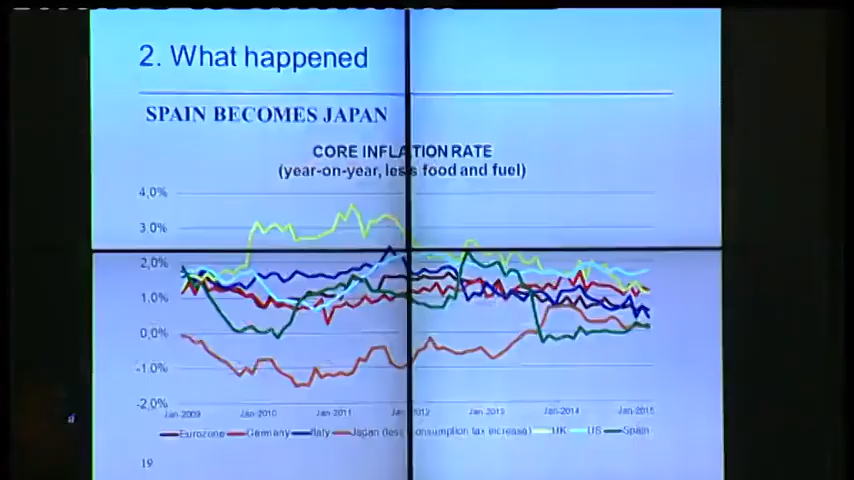 2. What happened
SPAIN BECOMES JAPAN
CORE INFLATION RATE
(year-on-year, less food and fuel)
4,0%
3,0%
2,0%
1,0%
0,0%
-1,0%
-2,0%
Jan-2009 Jan-2010 Jan-2011 Jan-2012 Jan-2013 Jan-2014 Jan-2015
Eurozone Germany Italy Japan (less consumption tax increase) UK US Spain
19